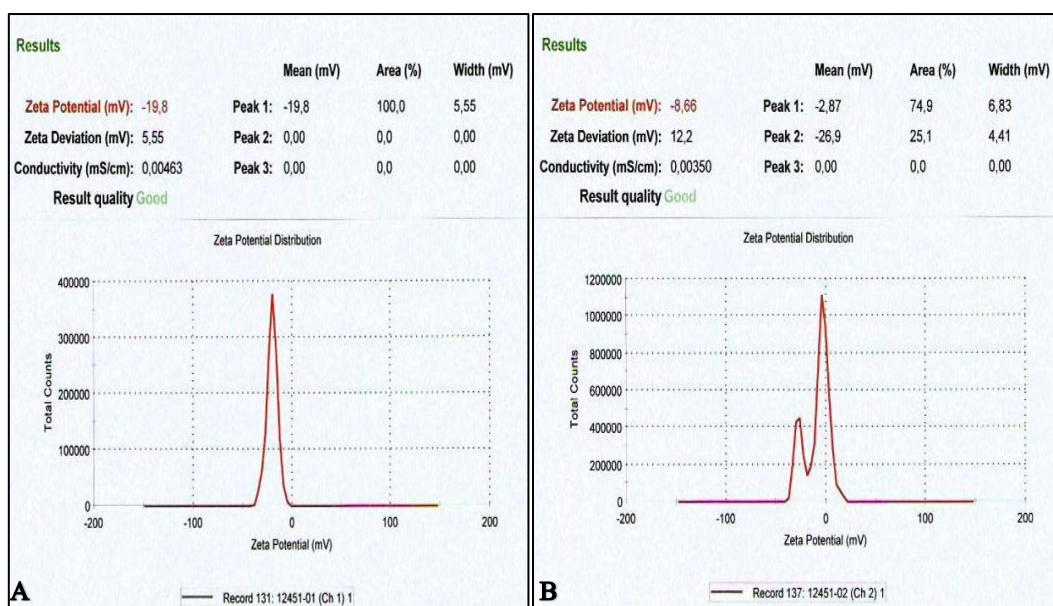 Results
Mean (mV) Area (%) Width (mV)
Zeta Potential (mV): -19,8 Peak 1: -19,8 100,0 5,55
Zeta Deviation (mV): 5,55 Peak 2: 0,00 0,0 0,00
Conductivity (mS/cm): 0,00463 Peak 3: 0,00 0,0 0,00
Result quality Good
Zeta Potential Distribution
400000
300000
200000
100000
0
Total Counts
-200 -100 0 100 200
Zeta Potential (mV)
Record 131: 12451-01 (Ch 1) 1
A
Results
Mean (mV) Area (%) Width (mV)
Zeta Potential (mV): -8,66 Peak 1: -2,87 74,9 6,83
Zeta Deviation (mV): 12,2 Peak 2: -26,9 25,1 4,41
Conductivity (mS/cm): 0,00350 Peak 3: 0,00 0,0 0,00
Result quality Good
Zeta Potential Distribution
1200000
1000000
800000
600000
400000
200000
0
Total Counts
-200 -100 0 100 200
Zeta Potential (mV)
Record 137: 12451-02 (Ch 2) 1
B